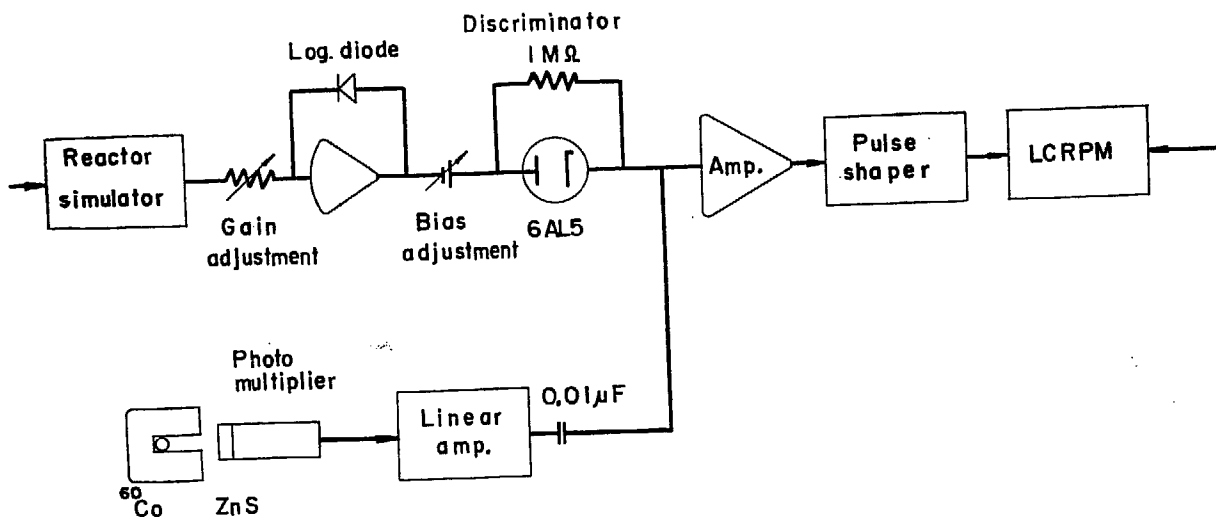 Discriminator
1 MΩ
Log. diode
Reactor
simulator
Gain
adjustment
Bias
adjustment
6AL5
Amp.
Pulse
shaper
LCRPM
Photo
multiplier
Linear
amp.
0,01μF
60
Co
ZnS